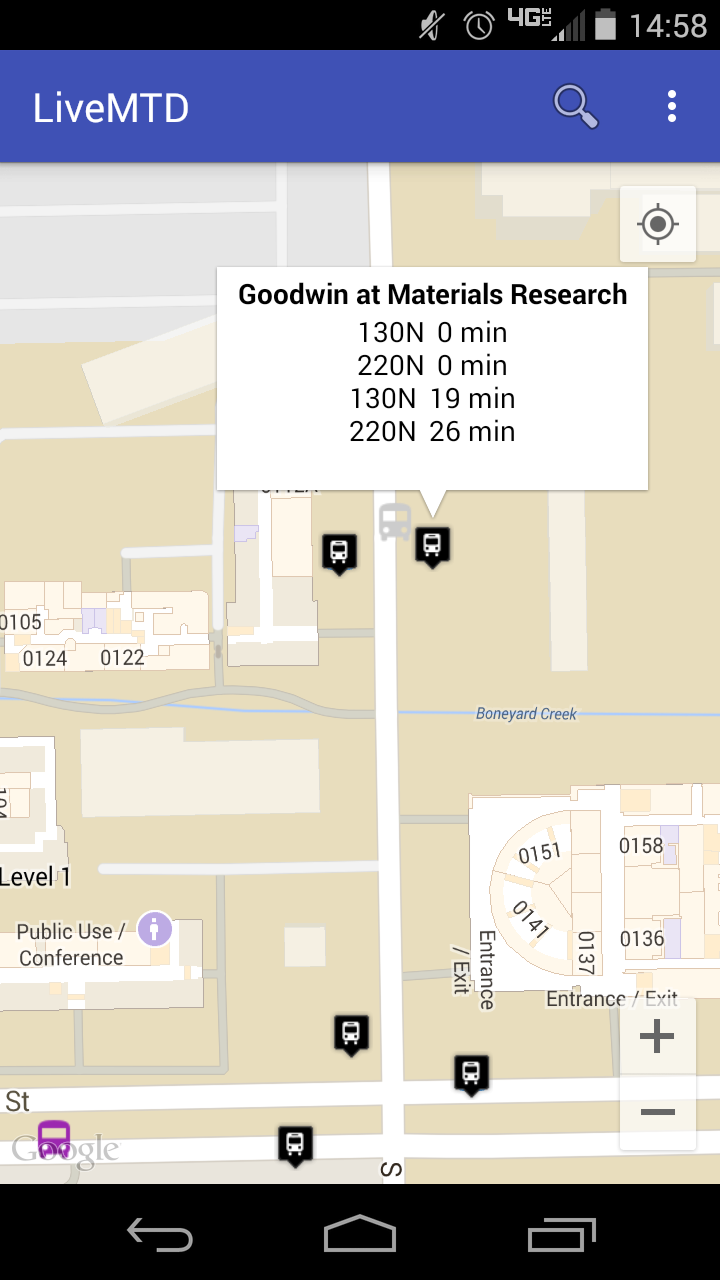 4G LTE 14:58
LiveMTD
Goodwin at Materials Research
130N 0 min
220N 0 min
130N 19 min
220N 26 min
0105
0124 0122
Boneyard Creek
0151 0158
Level 1
0141
Public Use /
Conference
0137 0136
Entrance
/ Exit
Entrance / Exit
+
−
St
Google
S